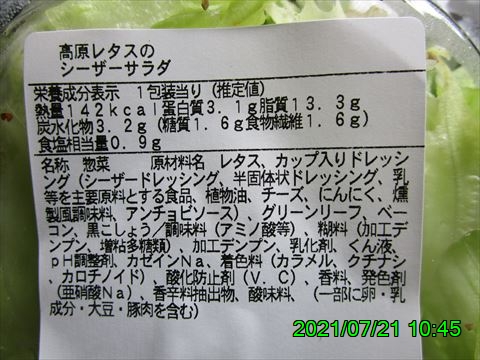 高原レタスの
シーザーサラダ
栄養成分表示 1包装当り(推定値)
熱量142kcal蛋白質3.1g脂質13.3g
炭水化物3.2g(糖質1.6g食物繊維1.6g)
食塩相当量0.9g
名称 惣菜 原材料名 レタス、カップ入りドレッシ
ング(シーザードレッシング、半固体状ドレッシング、乳
等を主要原料とする食品、植物油、チーズ、にんにく、燻
製風調味料、アンチョビソース)、グリーンリーフ、ベー
コン、黒こしょう／調味料(アミノ酸等)、糊料(加工デ
ンプン、増粘多糖類)、加工デンプン、乳化剤、くん液、
pH調整剤、カゼインNa、着色料(カラメル、クチナシ
、カロチノイド)、酸化防止剤(V.C)、香料、発色剤
(亜硝酸Na)、香辛料抽出物、酸味料、(一部に卵・乳
成分・大豆・豚肉を含む)
2021/07/21 10:45